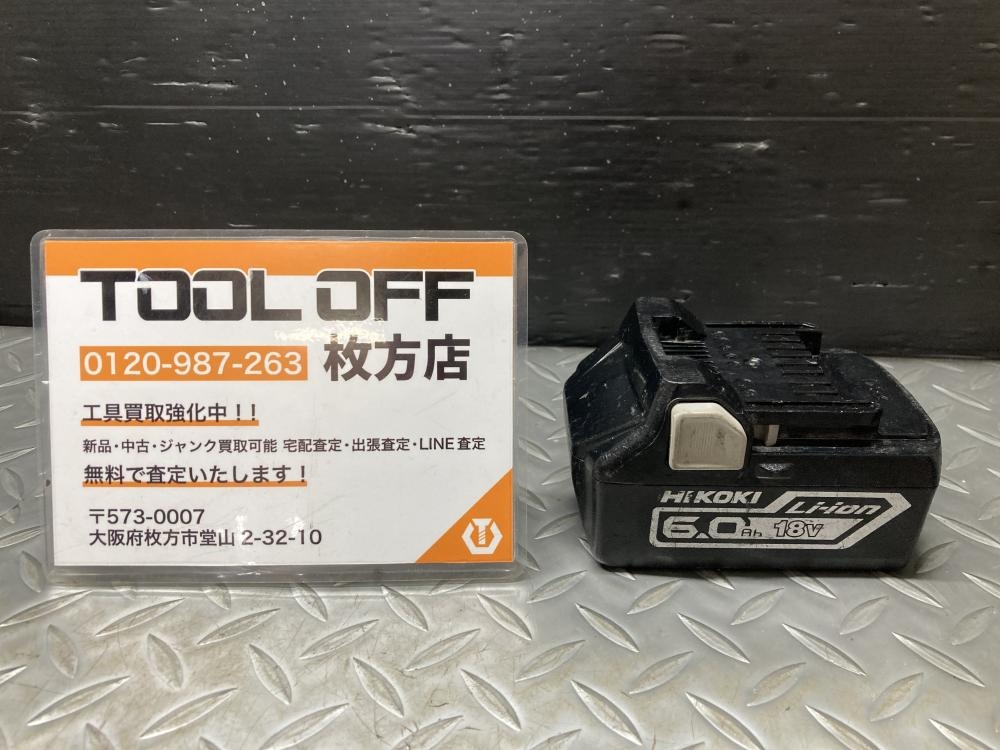 TOOL OFF
0120-987-263 枚方店
工具買取強化中！！
新品・中古・ジャンク買取可能 宅配査定・出張査定・LINE査定
無料で査定いたします！
〒573-0007
大阪府枚方市堂山 2-32-10
HiKOKI Li-ion
6.0Ah 18V